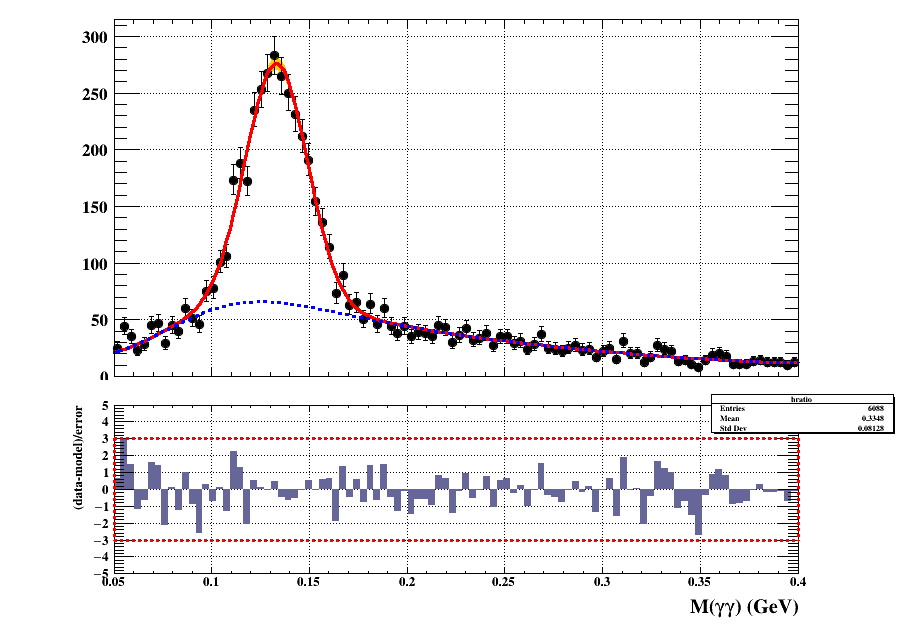 300
250
200
150
100
50
0
(data-model)/error
5
4
3
2
1
0
−1
−2
−3
−4
−5
hratio
Entries 6088
Mean 0.3348
Std Dev 0.08128
0.05 0.1 0.15 0.2 0.25 0.3 0.35 0.4
M(γγ) (GeV)